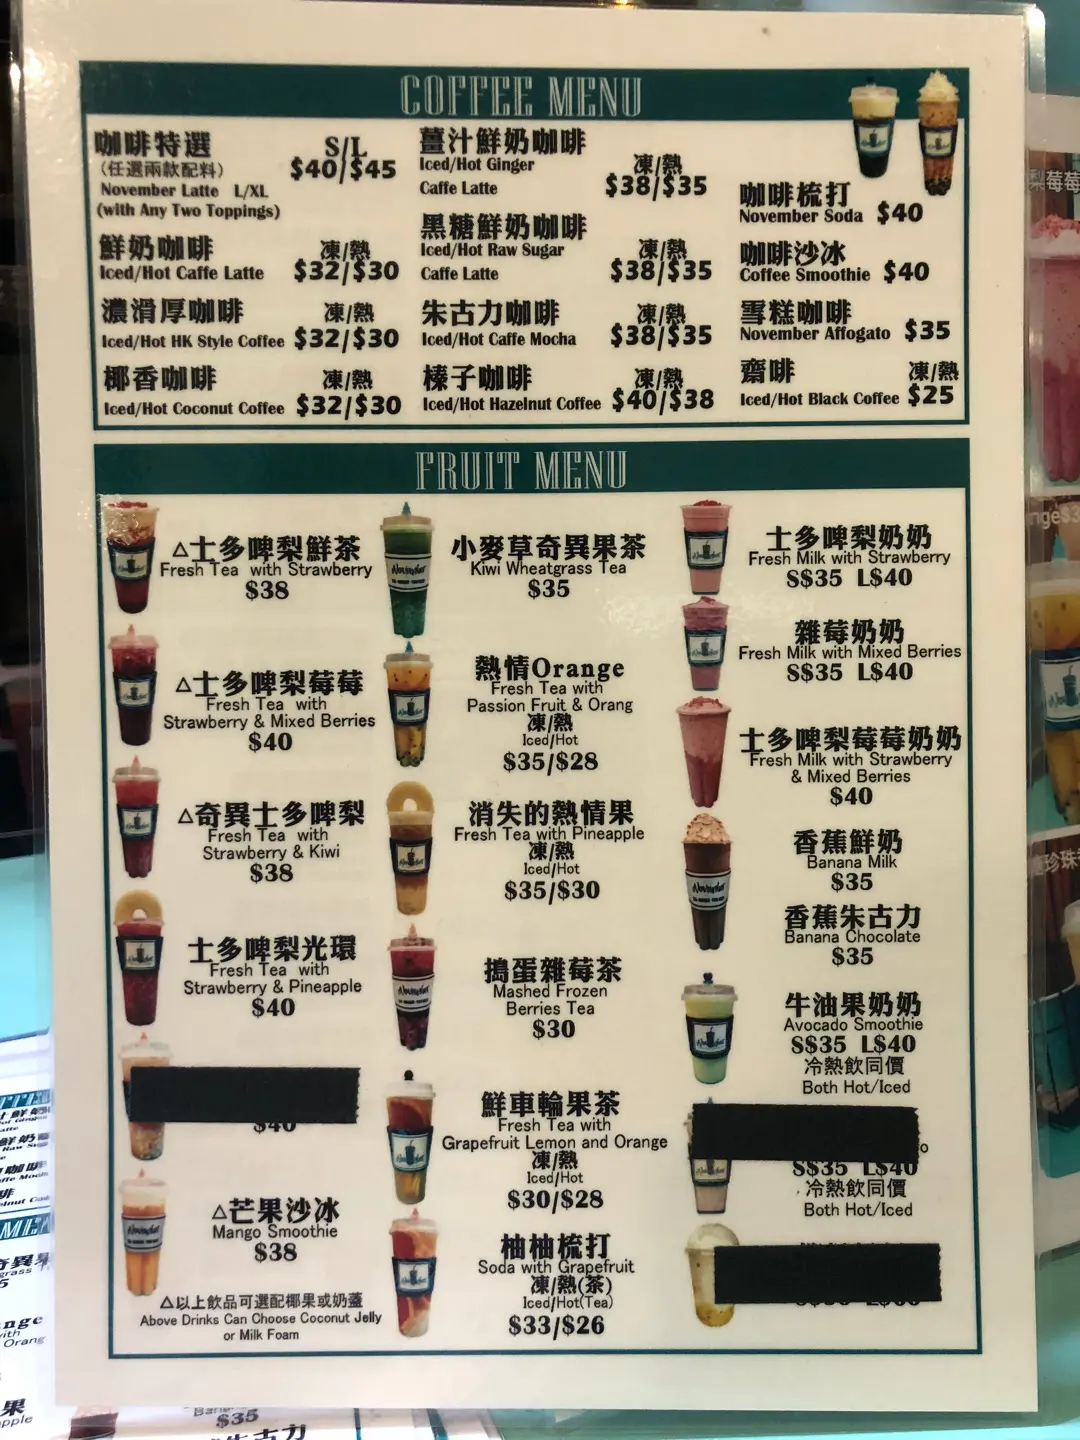 COFFEE MENU
咖啡特選
(任選兩款配料)
November Latte L/XL
(with Any Two Toppings)
S/L
$40/$45
鮮奶咖啡
Iced/Hot Caffe Latte
凍/熱
$32/$30
濃滑厚咖啡
Iced/Hot HK Style Coffee
凍/熱
$32/$30
椰香咖啡
Iced/Hot Coconut Coffee
凍/熱
$32/$30
薑汁鮮奶咖啡
Iced/Hot Ginger
Caffe Latte
凍/熱
$38/$35
黑糖鮮奶咖啡
Iced/Hot Raw Sugar
Caffe Latte
凍/熱
$38/$35
朱古力咖啡
Iced/Hot Caffe Mocha
凍/熱
$38/$35
榛子咖啡
Iced/Hot Hazelnut Coffee
凍/熱
$40/$38
咖啡梳打
November Soda $40
咖啡沙冰
Coffee Smoothie $40
雪糕咖啡
November Affogato $35
齋啡
Iced/Hot Black Coffee
凍/熱
$25
FRUIT MENU
△士多啤梨鮮茶
Fresh Tea with Strawberry
$38
△士多啤梨莓莓
Fresh Tea with
Strawberry & Mixed Berries
$40
△奇異士多啤梨
Fresh Tea with
Strawberry & Kiwi
$38
士多啤梨光環
Fresh Tea with
Strawberry & Pineapple
$40
$40
△芒果沙冰
Mango Smoothie
$38
△以上飲品可選配椰果或奶蓋
Above Drinks Can Choose Coconut Jelly
or Milk Foam
小麥草奇異果茶
Kiwi Wheatgrass Tea
$35
熱情Orange
Fresh Tea with
Passion Fruit & Orang
凍/熱
Iced/Hot
$35/$28
消失的熱情果
Fresh Tea with Pineapple
凍/熱
Iced/Hot
$35/$30
搗蛋雜莓茶
Mashed Frozen
Berries Tea
$30
鮮車輪果茶
Fresh Tea with
Grapefruit Lemon and Orange
凍/熱
Iced/Hot
$30/$28
柚柚梳打
Soda with Grapefruit
凍/熱(茶)
Iced/Hot(Tea)
$33/$26
士多啤梨奶奶
Fresh Milk with Strawberry
S$35 L$40
雜莓奶奶
Fresh Milk with Mixed Berries
S$35 L$40
士多啤梨莓莓奶奶
Fresh Milk with Strawberry
& Mixed Berries
$40
香蕉鮮奶
Banana Milk
$35
香蕉朱古力
Banana Chocolate
$35
牛油果奶奶
Avocado Smoothie
S$35 L$40
冷熱飲同價
Both Hot/Iced
S$35 L$40
冷熱飲同價
Both Hot/Iced